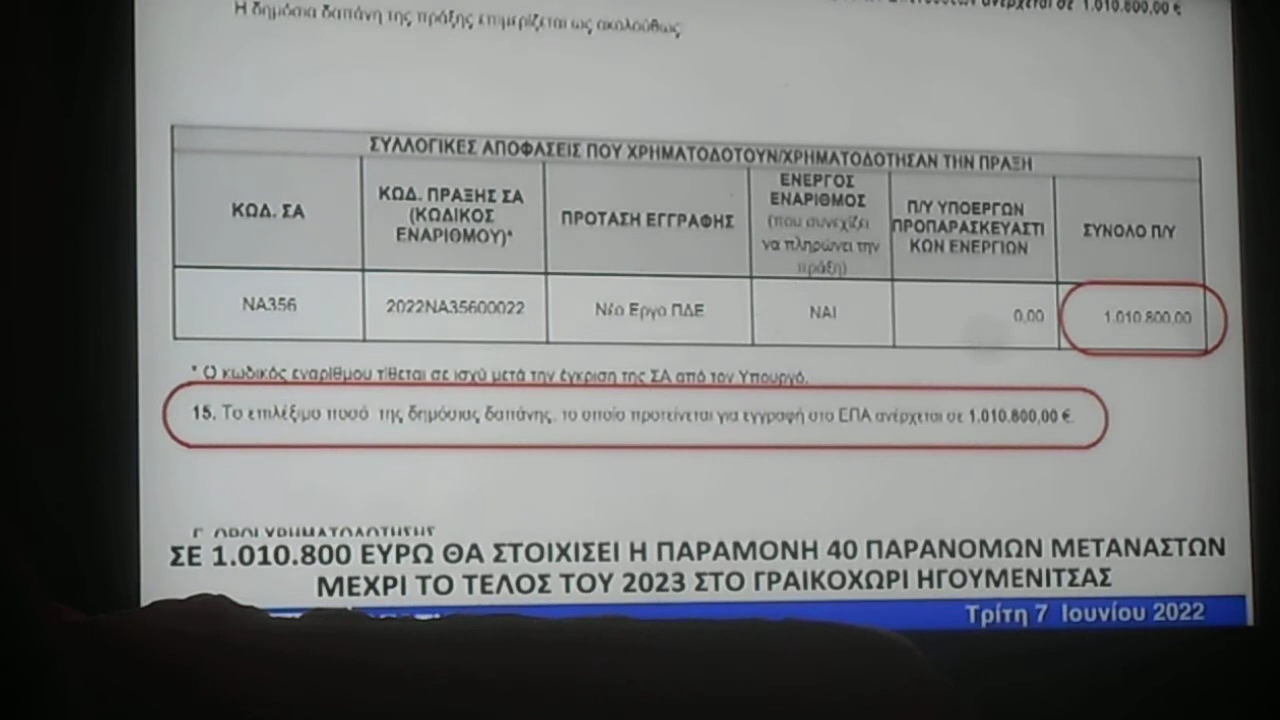 ανέρχεται σε 1.010.800,00 €
Η δημόσια δαπάνη της πράξης επιμερίζεται ως ακολούθως
ΣΥΛΛΟΓΙΚΕΣ ΑΠΟΦΑΣΕΙΣ ΠΟΥ ΧΡΗΜΑΤΟΔΟΤΟΥΝ/ΧΡΗΜΑΤΟΔΟΤΗΣΑΝ ΤΗΝ ΠΡΑΞΗ
ΚΩΔ. ΣΑ
ΚΩΔ. ΠΡΑΞΗΣ ΣΑ
(ΚΩΔΙΚΟΣ
ΕΝΑΡΙΘΜΟΥ)*
ΠΡΟΤΑΣΗ ΕΓΓΡΑΦΗΣ
ΕΝΕΡΓΟΣ
ΕΝΑΡΙΘΜΟΣ
(που συνεχίζει
να πληρώνει την
πράξη)
Π/Υ ΥΠΟΕΡΓΩΝ
ΠΡΟΠΑΡΑΣΚΕΥΑΣΤΙ
ΚΩΝ ΕΝΕΡΓΙΩΝ
ΣΥΝΟΛΟ Π/Υ
ΝΑ356
2022ΝΑ35600022
Νέο Έργο ΠΔΕ
ΝΑΙ
0,00
1.010.800,00
* Ο κωδικός εναρίθμου τίθεται σε ισχύ μετά την έγκριση της ΣΑ από τον Υπουργό.
15. Το επιλέξιμο ποσό της δημόσιας δαπάνης, το οποίο προτείνεται για εγγραφή στο ΕΠΑ ανέρχεται σε 1.010.800,00 €.
Γ. ΟΡΟΙ ΧΡΗΜΑΤΟΔΟΤΗΣΗΣ
ΣΕ 1.010.800 ΕΥΡΩ ΘΑ ΣΤΟΙΧΙΣΕΙ Η ΠΑΡΑΜΟΝΗ 40 ΠΑΡΑΝΟΜΩΝ ΜΕΤΑΝΑΣΤΩΝ
ΜΕΧΡΙ ΤΟ ΤΕΛΟΣ ΤΟΥ 2023 ΣΤΟ ΓΡΑΙΚΟΧΩΡΙ ΗΓΟΥΜΕΝΙΤΣΑΣ
Τρίτη 7 Ιουνίου 2022